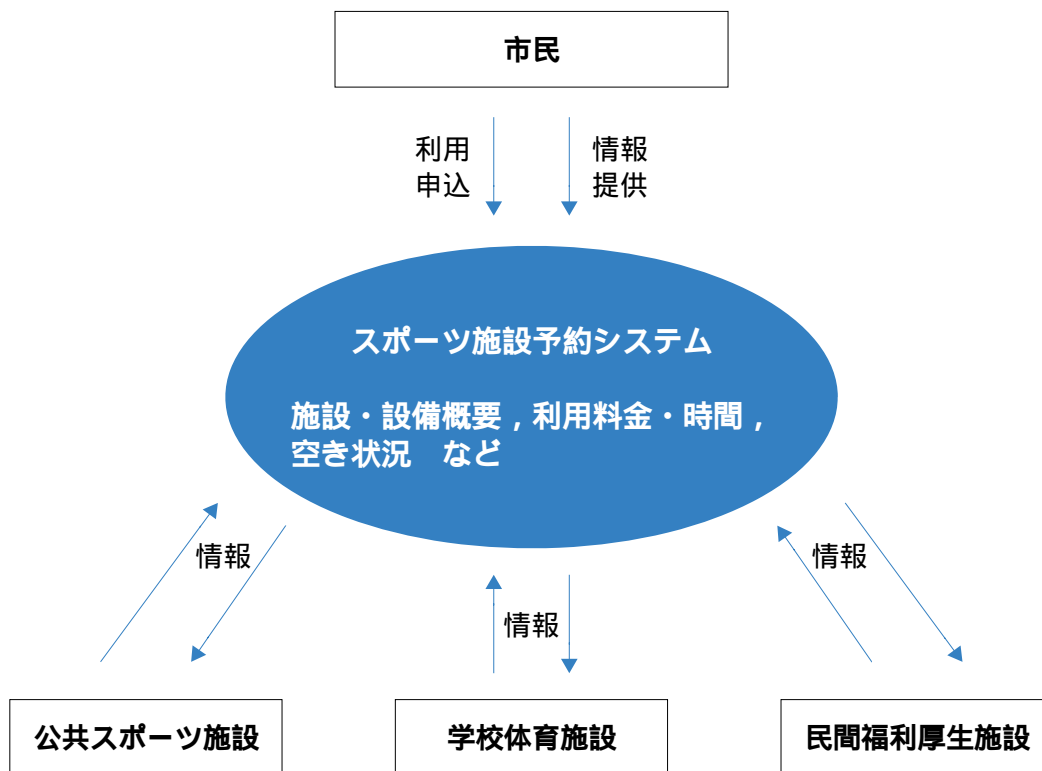 市民
利用
申込
情報
提供
スポーツ施設予約システム
施設・設備概要，利用料金・時間，
空き状況　など
情報
情報
情報
公共スポーツ施設
学校体育施設
民間福利厚生施設